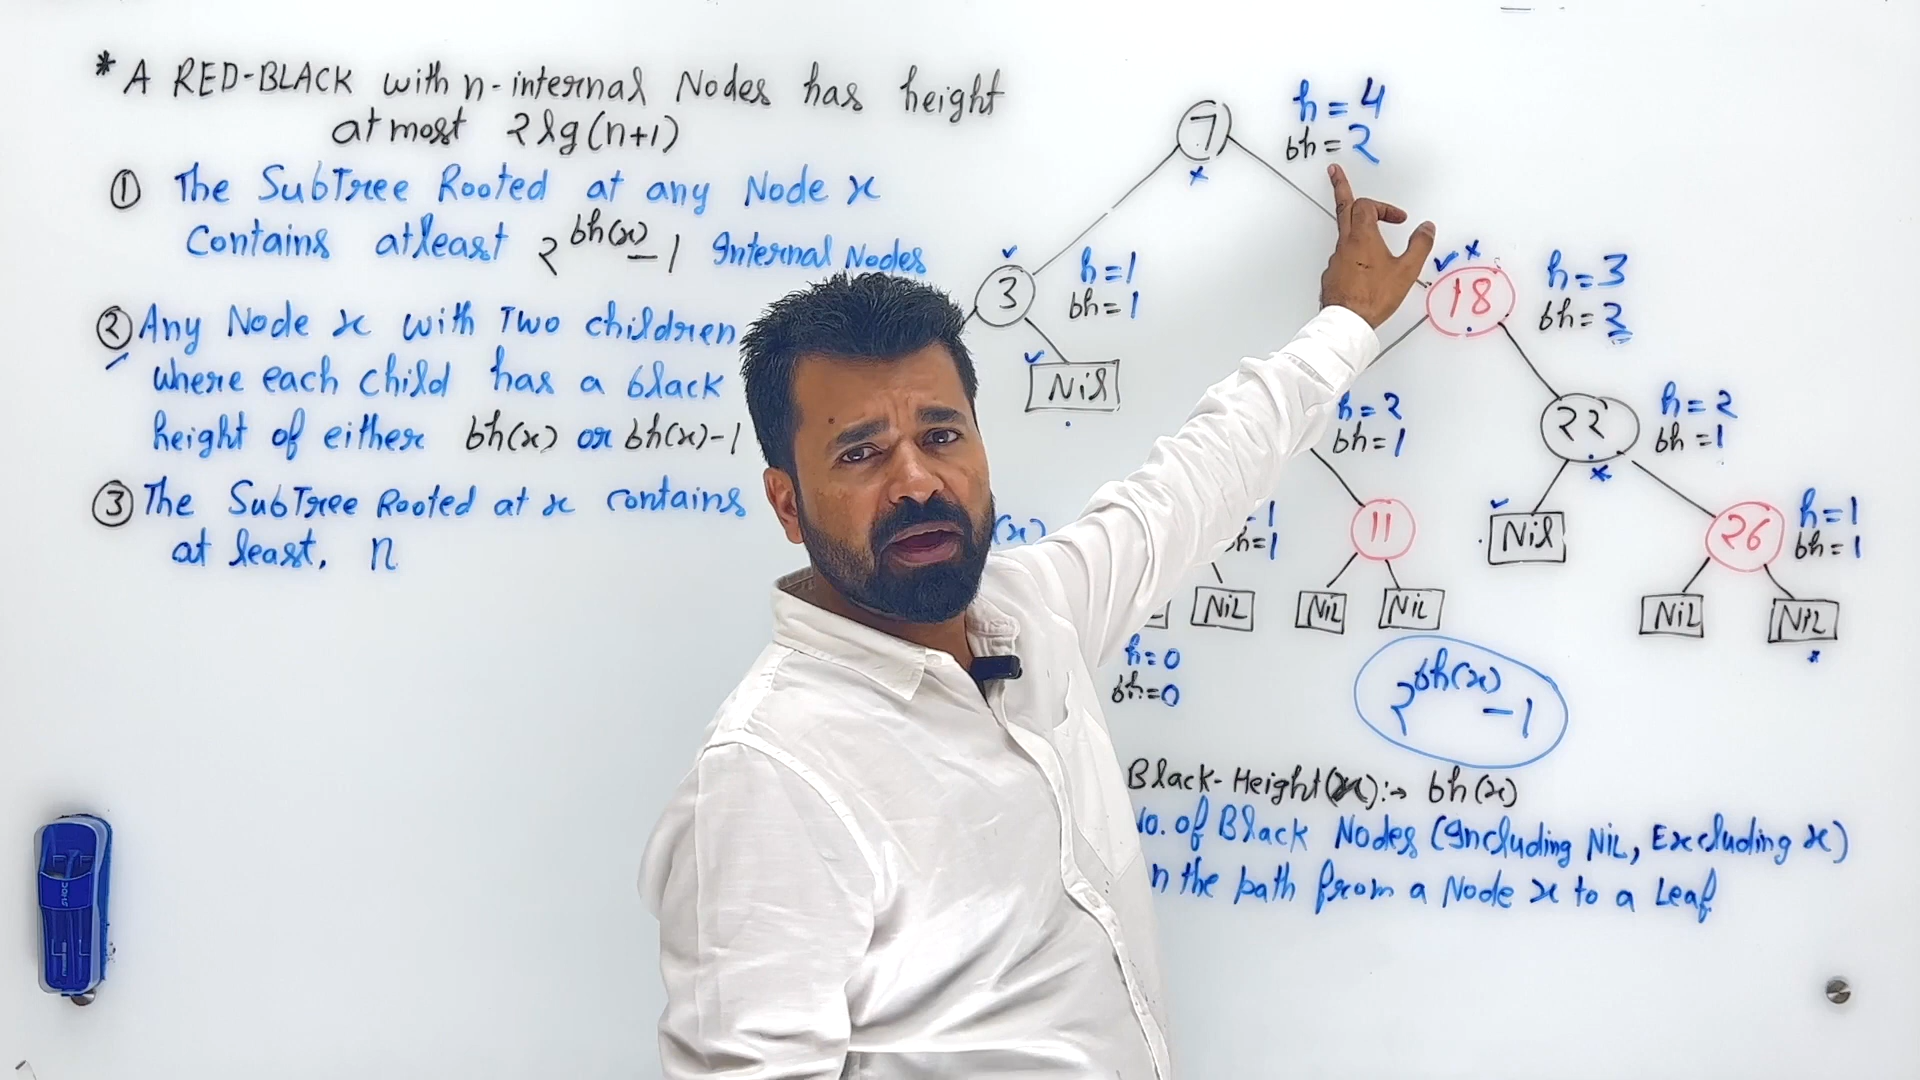 * A RED-BLACK with n-internal Nodes has height
at most 2lg(n+1)
① The SubTree Rooted at any Node x
Contains atleast 2^bh(x) - 1 Internal Nodes
② Any Node x with Two children
where each child has a black
height of either bh(x) or bh(x)-1
③ The SubTree Rooted at x contains
at least, n
(x)
7
h = 4
bh = 2
3
h=1
bh=1
Nil
18
h=3
bh=2
h=2
bh=1
22
h=2
bh=1
11
Nil
26
h=1
bh=1
NiL
NiL
NiL
NiL
NiL
h=0
bh=0
2^bh(x) - 1
Black-Height(x):→ bh(x)
No. of Black Nodes (Including NiL, Excluding x)
the path from a Node x to a Leaf